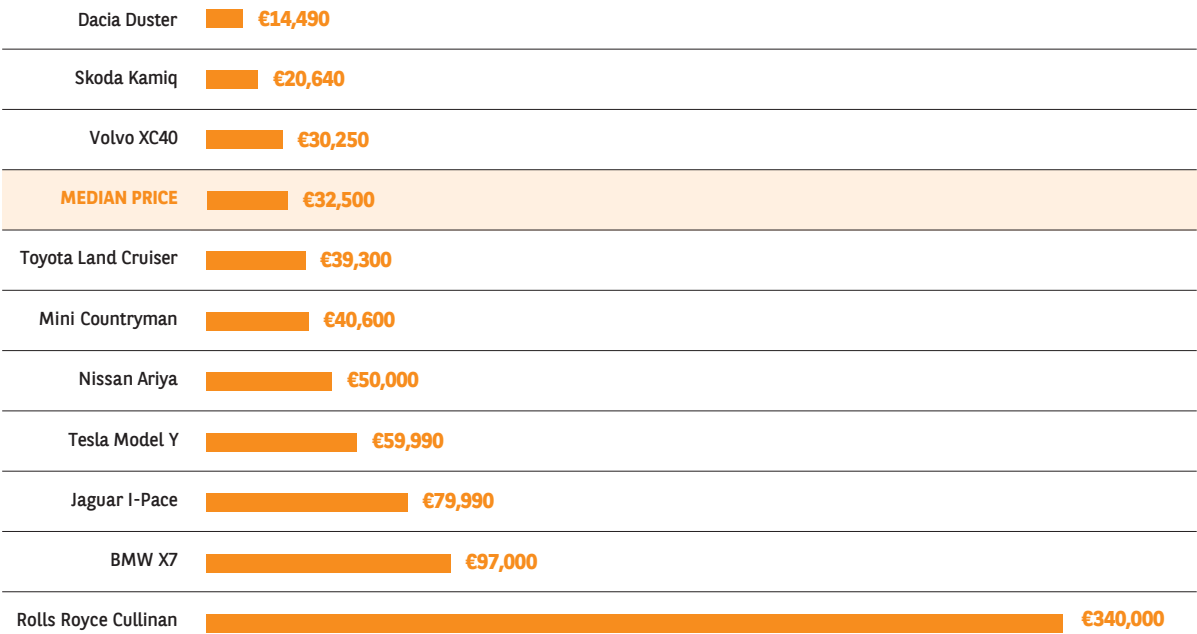 Dacia Duster €14,490
Skoda Kamiq €20,640
Volvo XC40 €30,250
MEDIAN PRICE €32,500
Toyota Land Cruiser €39,300
Mini Countryman €40,600
Nissan Ariya €50,000
Tesla Model Y €59,990
Jaguar I-Pace €79,990
BMW X7 €97,000
Rolls Royce Cullinan €340,000